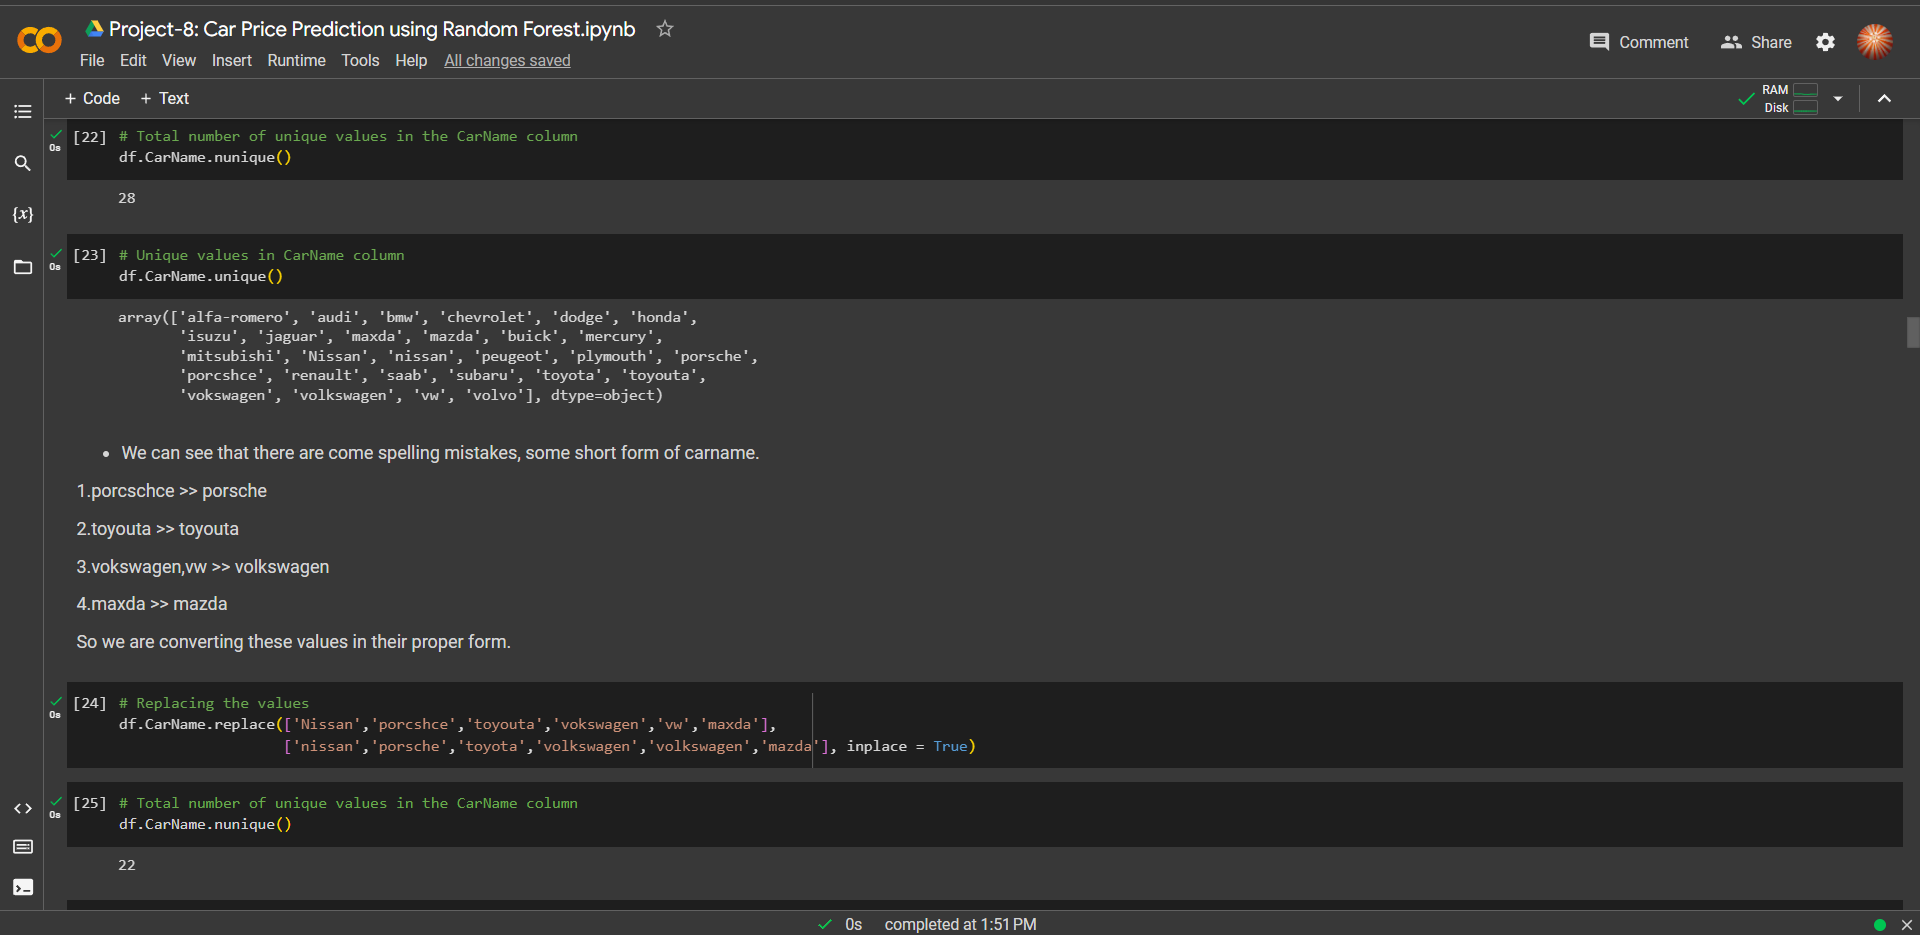 Project-8: Car Price Prediction using Random Forest.ipynb
File Edit View Insert Runtime Tools Help All changes saved
Comment Share
+ Code + Text
RAM
Disk
{x}
0s
[22] # Total number of unique values in the CarName column
df.CarName.nunique()
28
0s
[23] # Unique values in CarName column
df.CarName.unique()
array(['alfa-romero', 'audi', 'bmw', 'chevrolet', 'dodge', 'honda',
'isuzu', 'jaguar', 'maxda', 'mazda', 'buick', 'mercury',
'mitsubishi', 'Nissan', 'nissan', 'peugeot', 'plymouth', 'porsche',
'porcshce', 'renault', 'saab', 'subaru', 'toyota', 'toyouta',
'vokswagen', 'volkswagen', 'vw', 'volvo'], dtype=object)
• We can see that there are come spelling mistakes, some short form of carname.
1.porcschce >> porsche
2.toyouta >> toyouta
3.vokswagen,vw >> volkswagen
4.maxda >> mazda
So we are converting these values in their proper form.
0s
[24] # Replacing the values
df.CarName.replace(['Nissan','porcshce','toyouta','vokswagen','vw','maxda'],
['nissan','porsche','toyota','volkswagen','volkswagen','mazda'], inplace = True)
0s
[25] # Total number of unique values in the CarName column
df.CarName.nunique()
22
0s completed at 1:51 PM